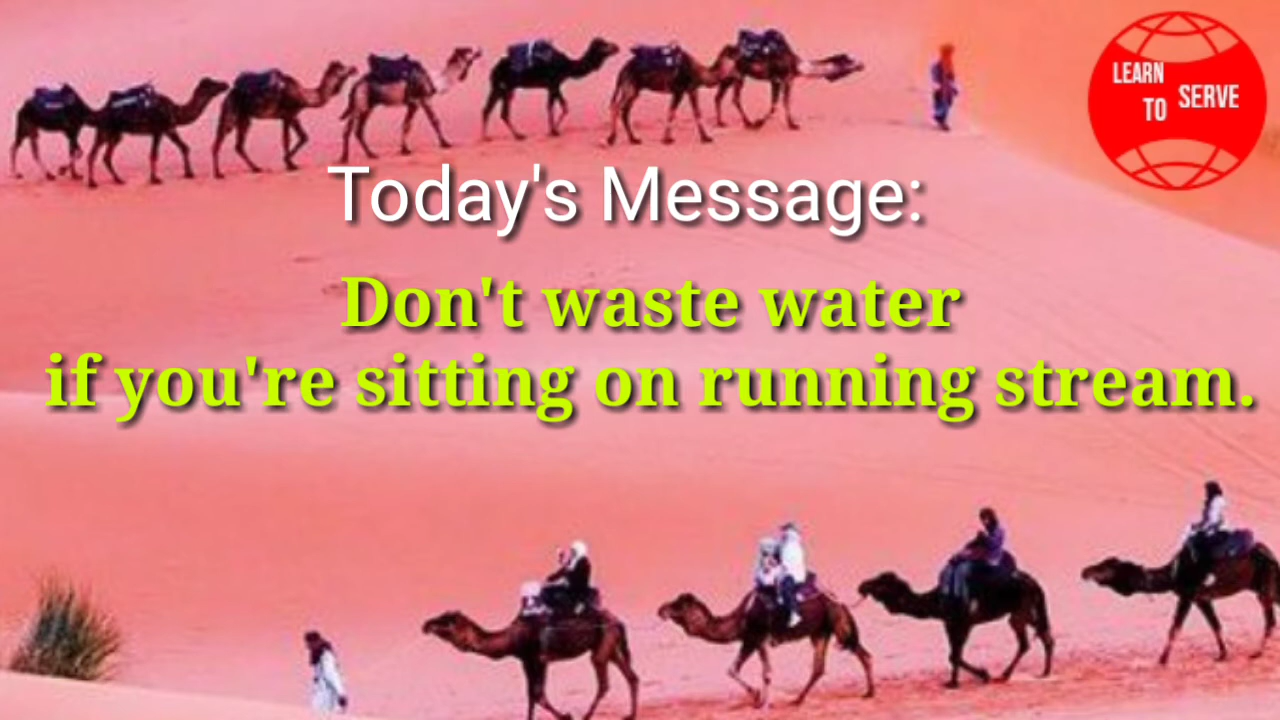 LEARN
TO SERVE
Today's Message:
Don't waste water
if you're sitting on running stream.